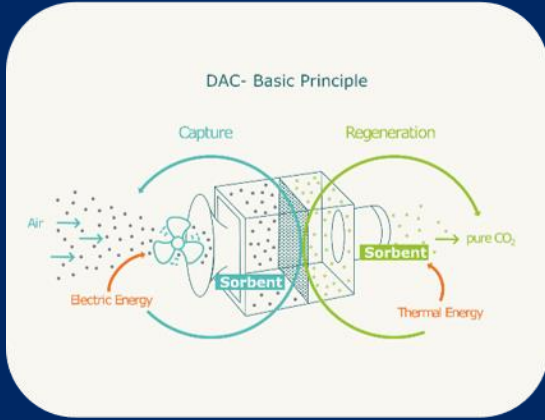 DAC- Basic Principle
Capture
Regeneration
Air
pure CO₂
Sorbent
Sorbent
Electric Energy
Thermal Energy